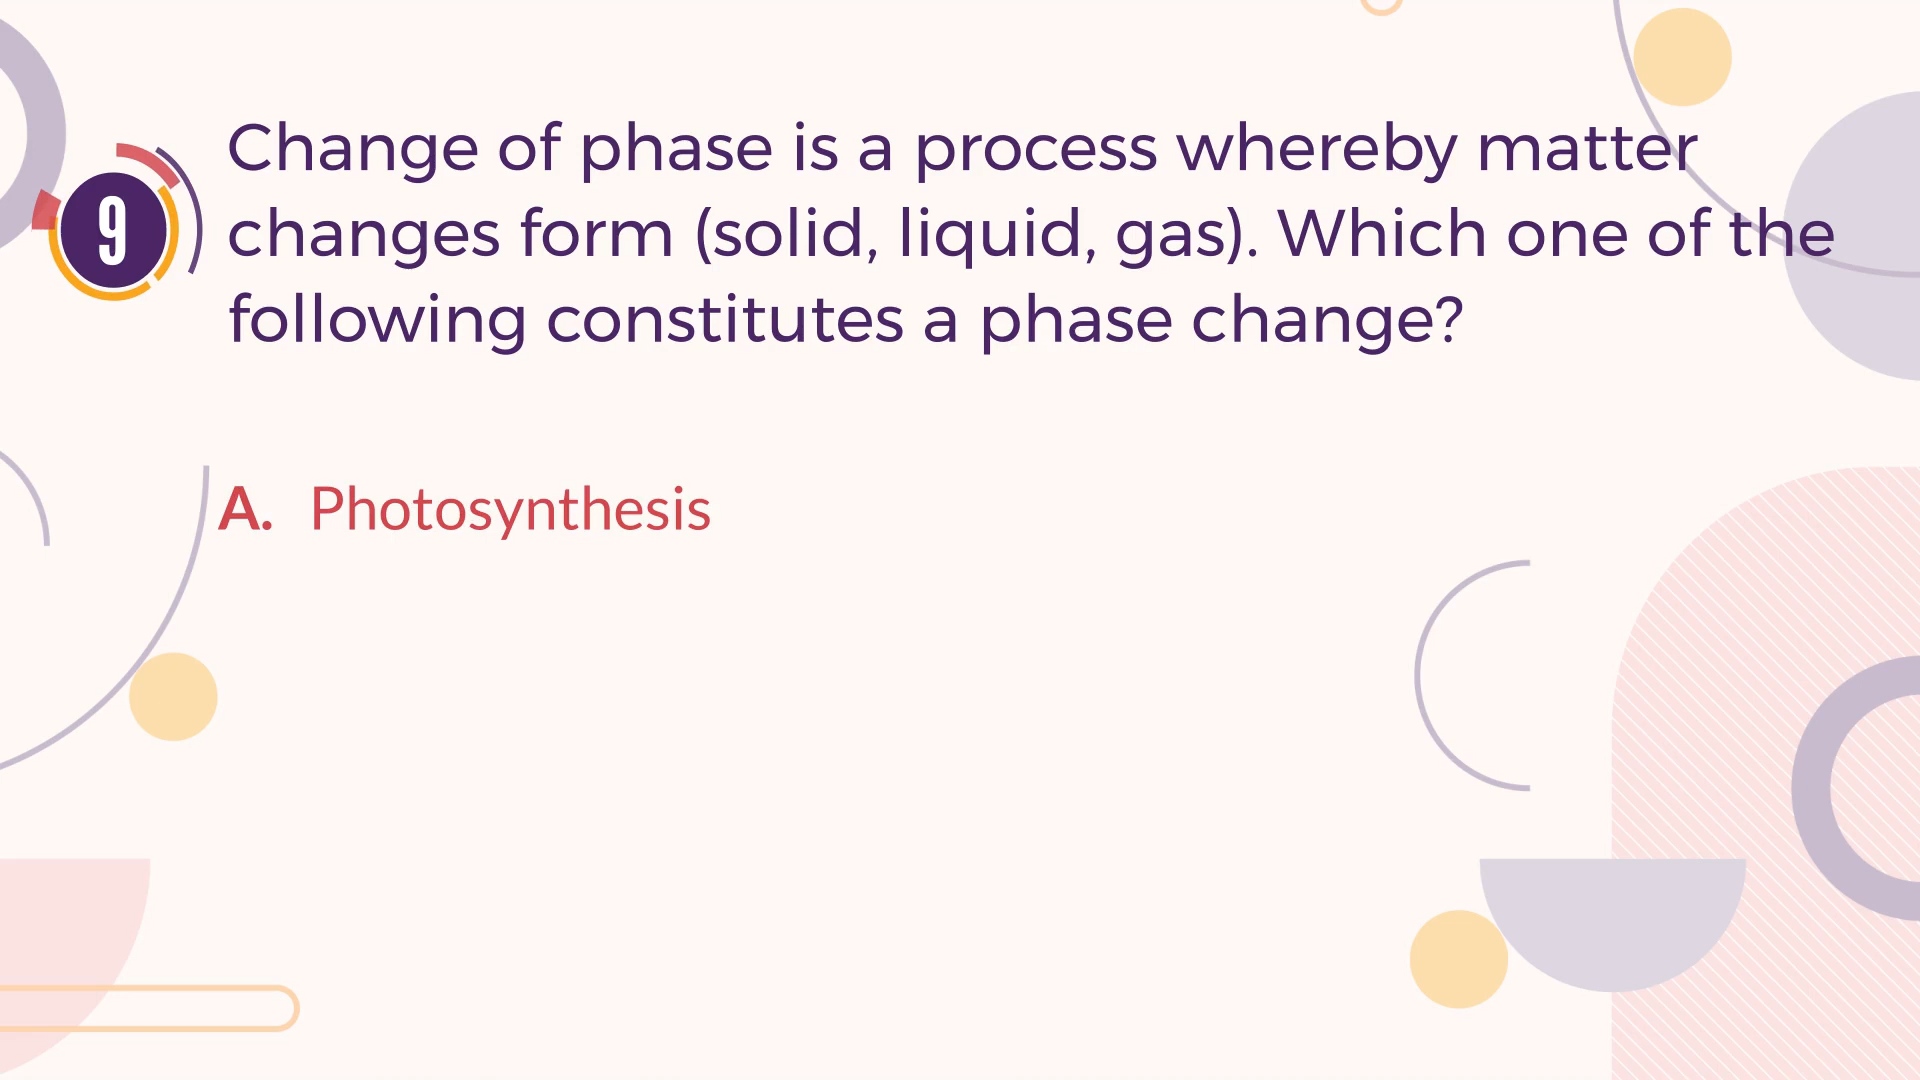 9
Change of phase is a process whereby matter
changes form (solid, liquid, gas). Which one of the
following constitutes a phase change?
A. Photosynthesis